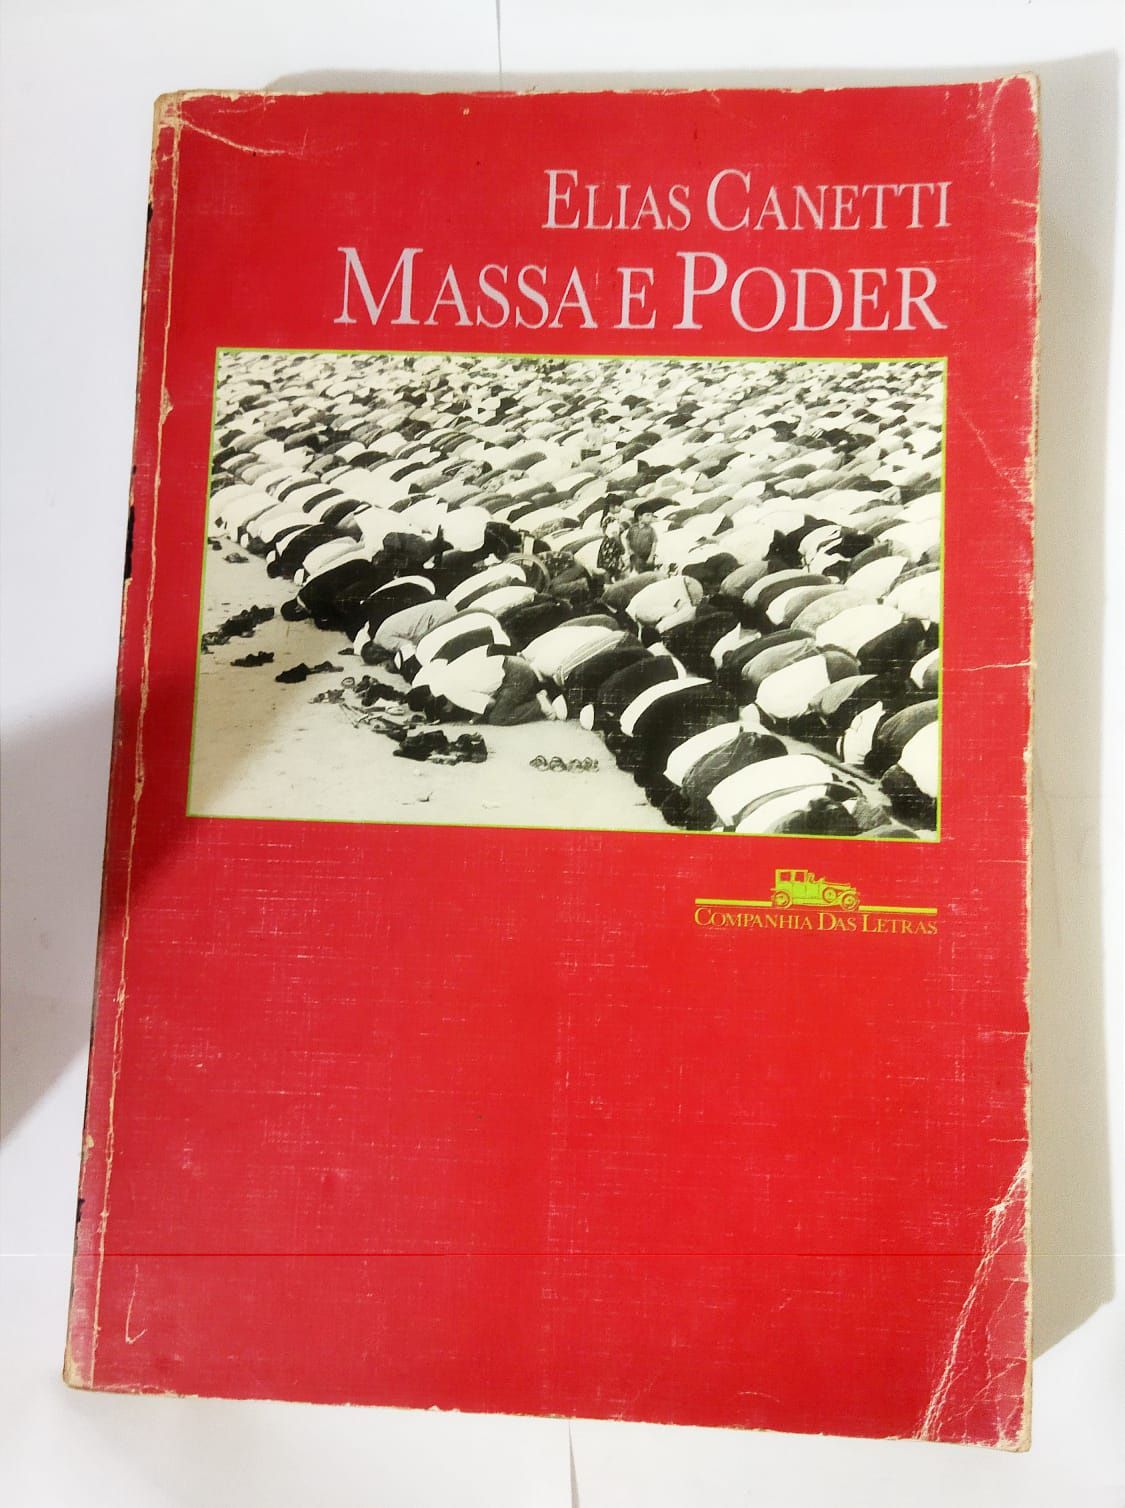 ELIAS CANETTI
MASSA E PODER
COMPANHIA DAS LETRAS